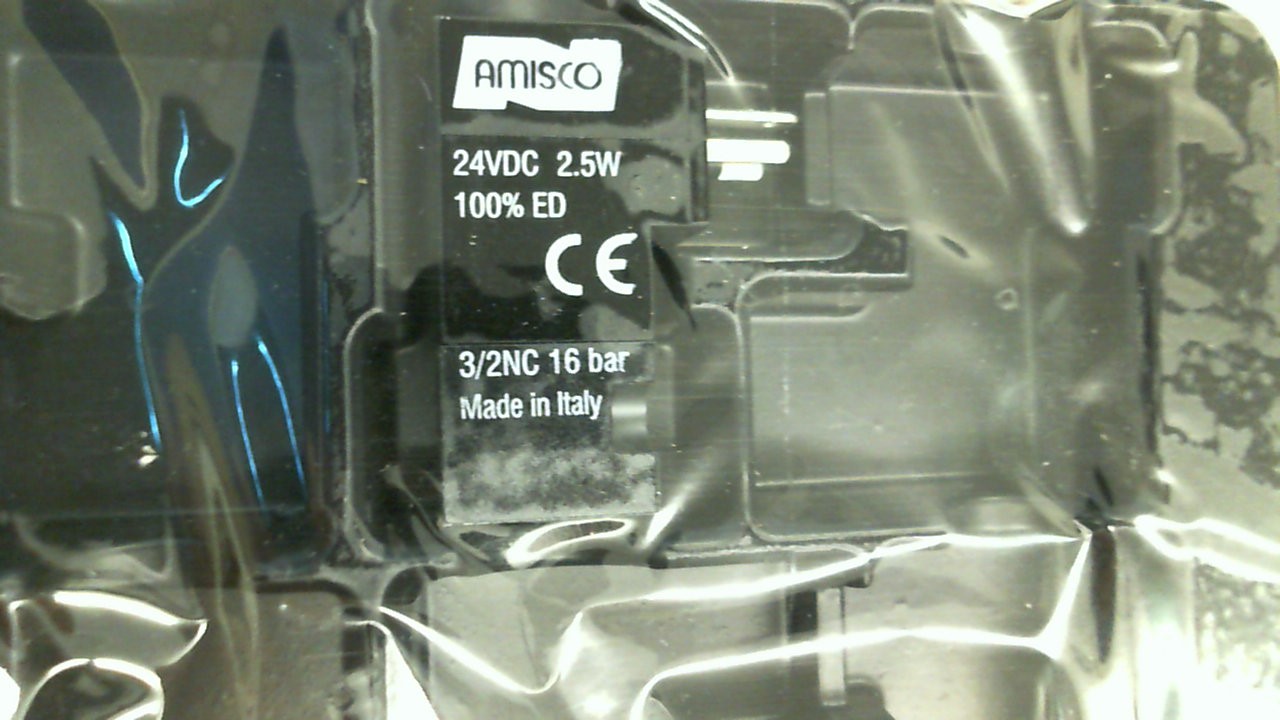 AMISCO
24VDC 2.5W
100% ED
CE
3/2NC 16 bar
Made in Italy